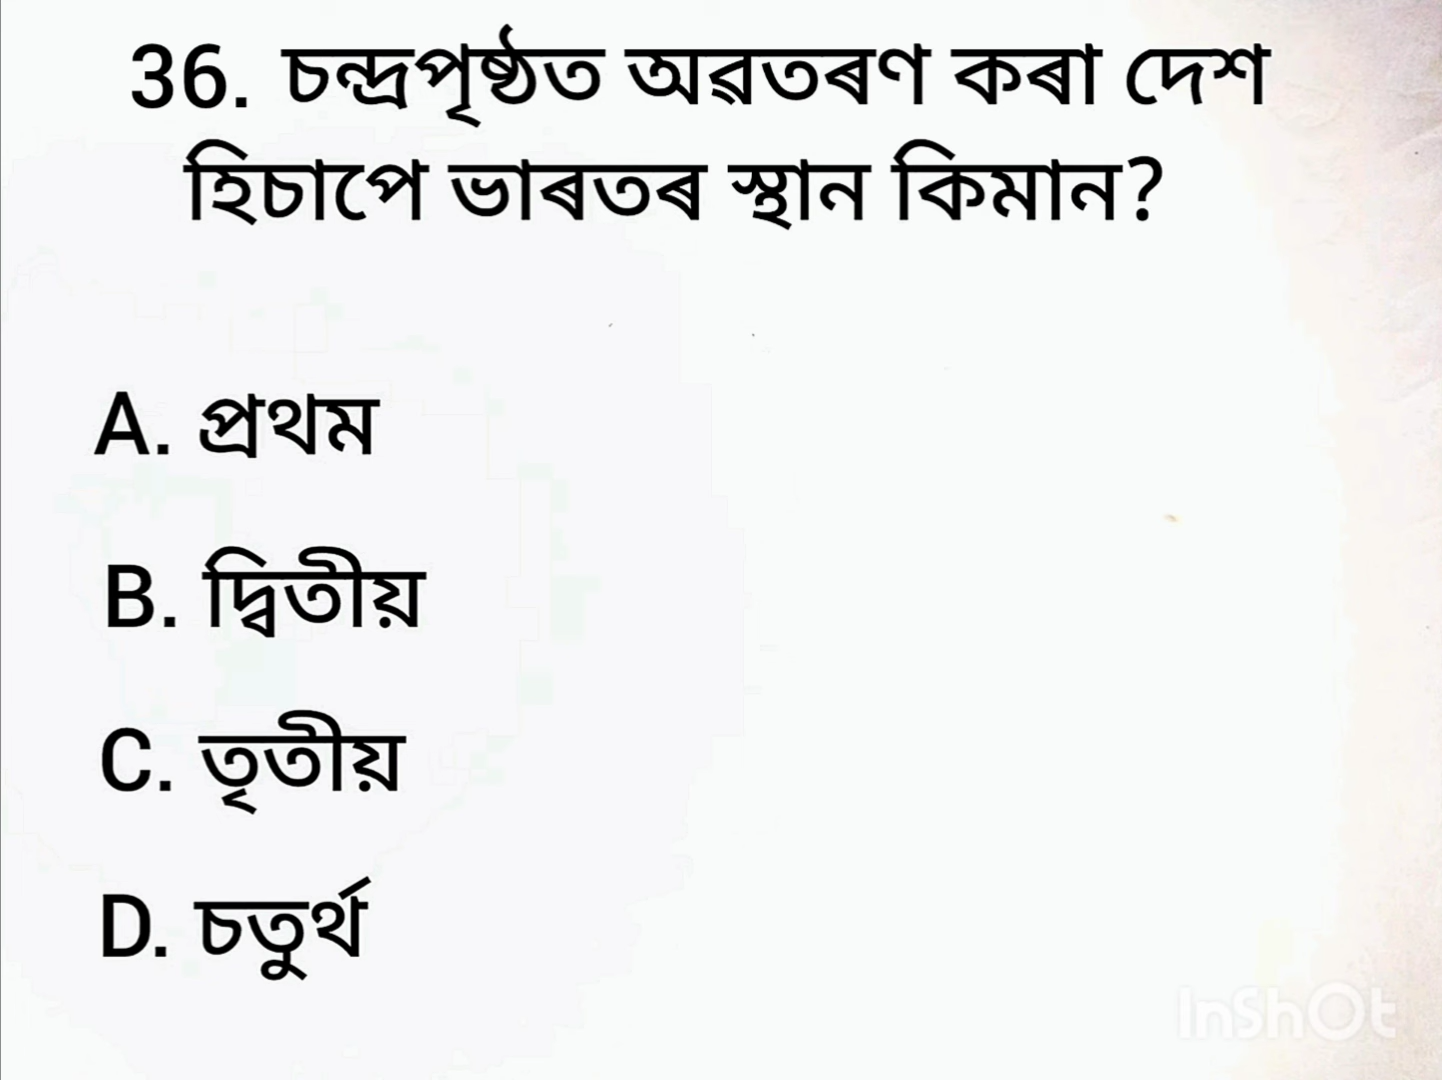 36. চন্দ্ৰপৃষ্ঠত অৱতৰণ কৰা দেশ
হিচাপে ভাৰতৰ স্থান কিমান?
A. প্ৰথম
B. দ্বিতীয়
C. তৃতীয়
D. চতুৰ্থ
InShOt